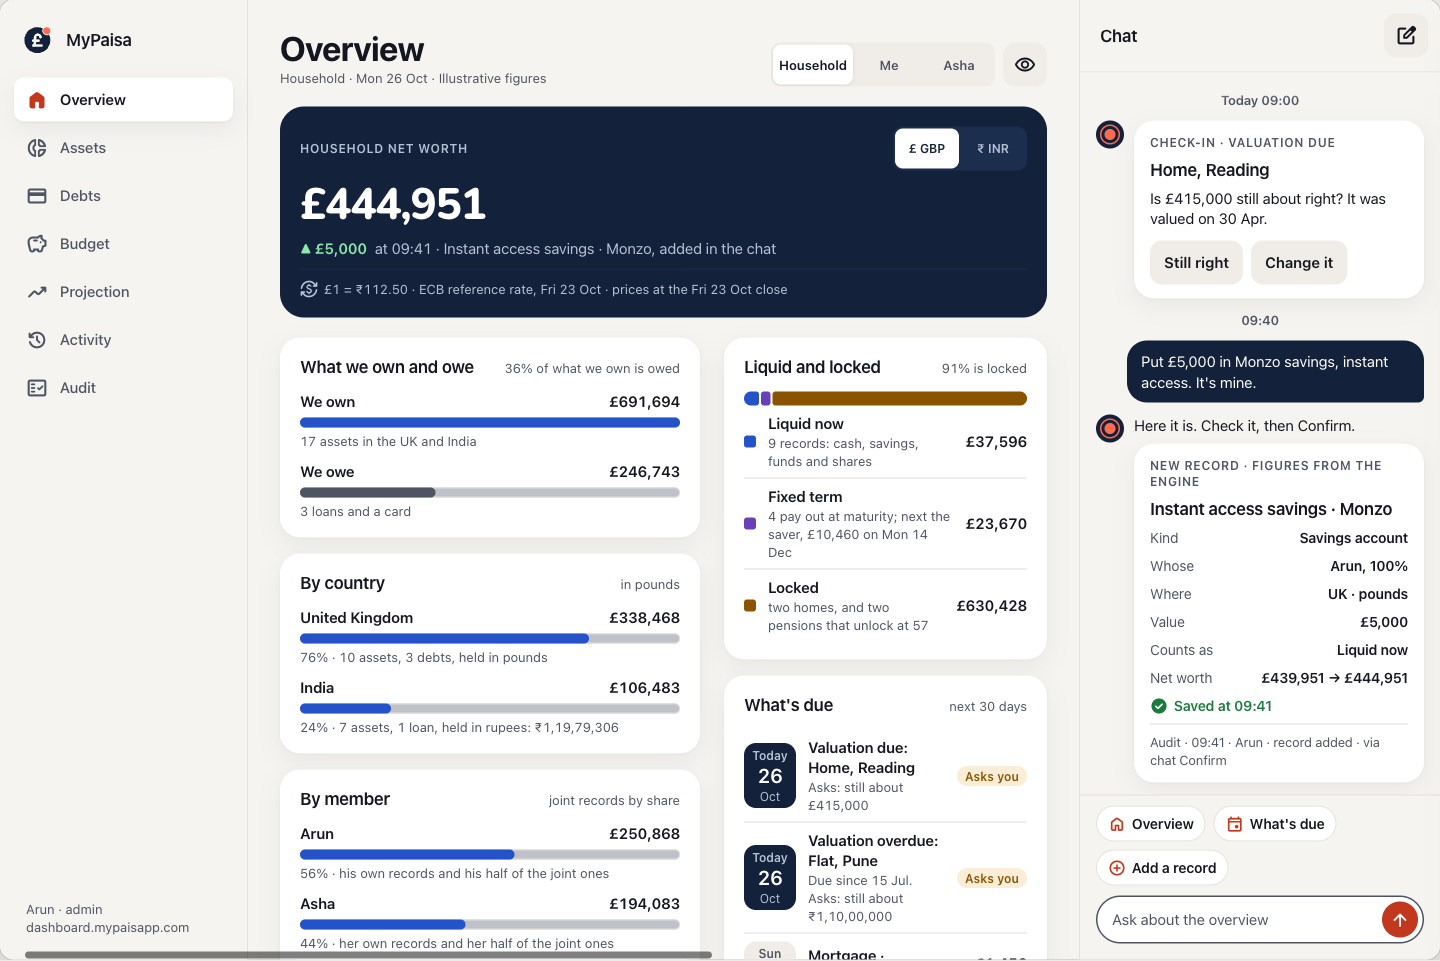 MyPaisa
Overview
Assets
Debts
Budget
Projection
Activity
Audit
Arun · admin
dashboard.mypaisapp.com
Overview
Household · Mon 26 Oct · Illustrative figures
Household
Me
Asha
HOUSEHOLD NET WORTH
£ GBP
₹ INR
£444,951
▲ £5,000 at 09:41 · Instant access savings · Monzo, added in the chat
£1 = ₹112.50 · ECB reference rate, Fri 23 Oct · prices at the Fri 23 Oct close
What we own and owe
36% of what we own is owed
We own
£691,694
17 assets in the UK and India
We owe
£246,743
3 loans and a card
By country
in pounds
United Kingdom
£338,468
76% · 10 assets, 3 debts, held in pounds
India
£106,483
24% · 7 assets, 1 loan, held in rupees: ₹1,19,79,306
By member
joint records by share
Arun
£250,868
56% · his own records and his half of the joint ones
Asha
£194,083
44% · her own records and her half of the joint ones
Liquid and locked
91% is locked
Liquid now
9 records: cash, savings,
funds and shares
£37,596
Fixed term
4 pay out at maturity; next the
saver, £10,460 on Mon 14
Dec
£23,670
Locked
two homes, and two
pensions that unlock at 57
£630,428
What's due
next 30 days
Today
26
Oct
Valuation due:
Home, Reading
Asks: still about
£415,000
Asks you
Today
26
Oct
Valuation overdue:
Flat, Pune
Due since 15 Jul.
Asks: still about
₹1,10,00,000
Asks you
Sun
Mortgage ·
Chat
Today 09:00
CHECK-IN · VALUATION DUE
Home, Reading
Is £415,000 still about right? It was
valued on 30 Apr.
Still right
Change it
09:40
Put £5,000 in Monzo savings, instant
access. It's mine.
Here it is. Check it, then Confirm.
NEW RECORD · FIGURES FROM THE
ENGINE
Instant access savings · Monzo
Kind
Savings account
Whose
Arun, 100%
Where
UK · pounds
Value
£5,000
Counts as
Liquid now
Net worth
£439,951 → £444,951
Saved at 09:41
Audit · 09:41 · Arun · record added · via
chat Confirm
Overview
What's due
Add a record
Ask about the overview